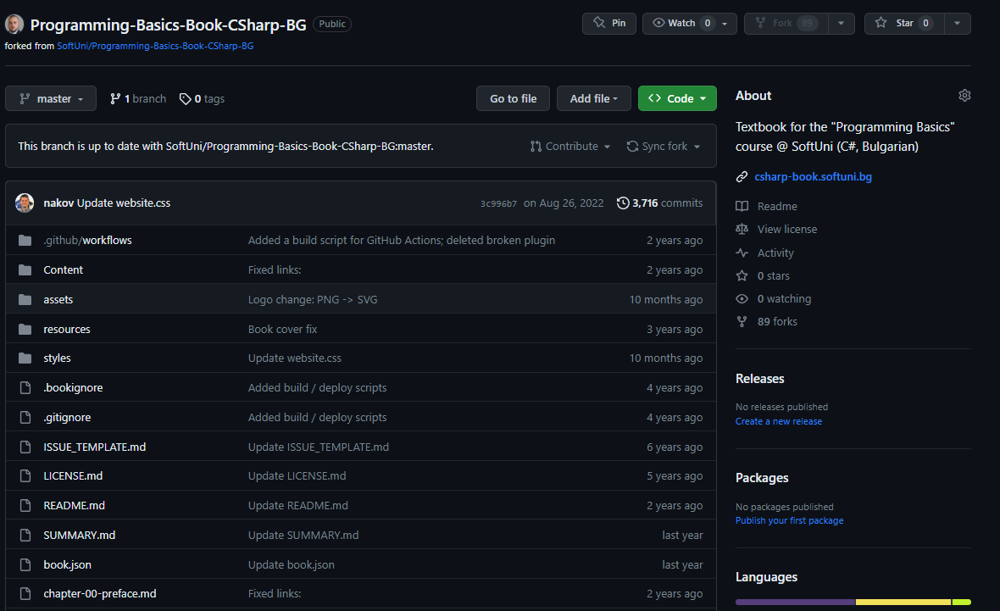 Programming-Basics-Book-CSharp-BG Public Pin Watch 0 Fork 89 Star 0
forked from SoftUni/Programming-Basics-Book-CSharp-BG
master 1 branch 0 tags Go to file Add file Code
This branch is up to date with SoftUni/Programming-Basics-Book-CSharp-BG:master. Contribute Sync fork
nakov Update website.css 3c996b7 on Aug 26, 2022 3,716 commits
.github/workflows Added a build script for GitHub Actions; deleted broken plugin 2 years ago
Content Fixed links: 2 years ago
assets Logo change: PNG -> SVG 10 months ago
resources Book cover fix 3 years ago
styles Update website.css 10 months ago
.bookignore Added build / deploy scripts 4 years ago
.gitignore Added build / deploy scripts 4 years ago
ISSUE_TEMPLATE.md Update ISSUE_TEMPLATE.md 6 years ago
LICENSE.md Update LICENSE.md 5 years ago
README.md Update README.md 2 years ago
SUMMARY.md Update SUMMARY.md last year
book.json Update book.json last year
chapter-00-preface.md Fixed links: 2 years ago
About
Textbook for the "Programming Basics"
course @ SoftUni (C#, Bulgarian)
csharp-book.softuni.bg
Readme
View license
Activity
0 stars
0 watching
89 forks
Releases
No releases published
Create a new release
Packages
No packages published
Publish your first package
Languages